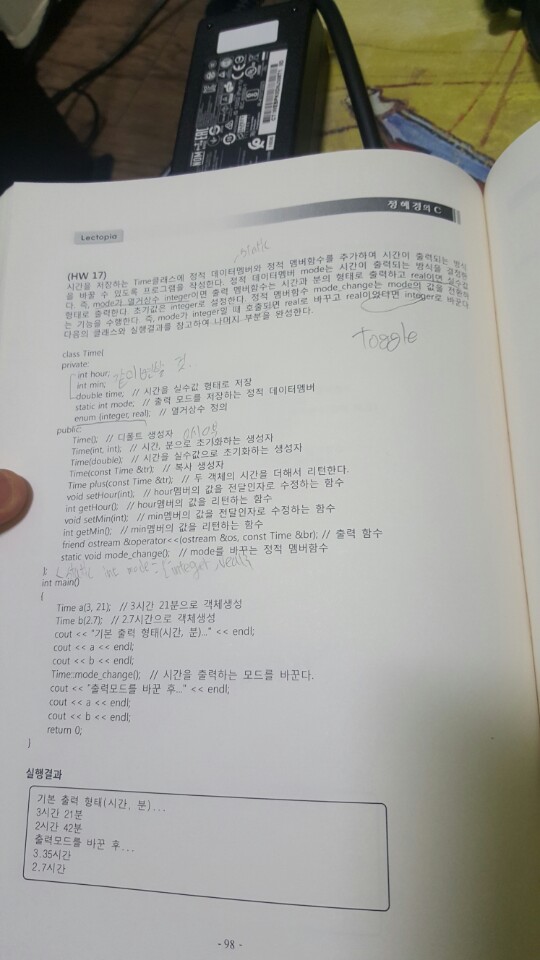 정혜경의 C
Lectopia
static
(HW 17)
시간을 저장하는 Time클래스에 정적 데이터멤버와 정적 멤버함수를 추가하여 시간이 출력되는 방식
을 바꿀 수 있도록 프로그램을 작성한다. 정적 데이터멤버 mode는 시간이 출력되는 방식을 결정한
다. 즉, mode가 열거상수 integer이면 출력 멤버함수는 시간과 분의 형태로 출력하고 real이면 실수값
형태로 출력한다. 초기값은 integer로 설정한다. 정적 멤버함수 mode_change는 mode의 값을 전환하
는 기능을 수행한다. 즉, mode가 integer일 때 호출되면 real로 바꾸고 real이었다면 integer로 바꾼다.
다음의 클래스와 실행결과를 참고하여 나머지 부분을 완성한다.
Toggle
class Time{
private:
int hour;
int min;
double time; // 시간을 실수값 형태로 저장
static int mode; // 출력 모드를 저장하는 정적 데이터멤버
enum {integer, real}; // 열거상수 정의
public:
Time(); // 디폴트 생성자
Time(int, int); // 시간, 분으로 초기화하는 생성자
Time(double); // 시간을 실수값으로 초기화하는 생성자
Time(const Time &tr); // 복사 생성자
Time plus(const Time &tr); // 두 객체의 시간을 더해서 리턴한다.
void setHour(int); // hour멤버의 값을 전달인자로 수정하는 함수
int getHour(); // hour멤버의 값을 리턴하는 함수
void setMin(int); // min멤버의 값을 전달인자로 수정하는 함수
int getMin(); // min멤버의 값을 리턴하는 함수
friend ostream &operator<<(ostream &os, const Time &br); // 출력 함수
static void mode_change(); // mode를 바꾸는 정적 멤버함수
};
int mode = {integer, real};
int main()
{
Time a(3, 21); // 3시간 21분으로 객체생성
Time b(2.7); // 2.7시간으로 객체생성
cout << "기본 출력 형태(시간, 분)..." << endl;
cout << a << endl;
cout << b << endl;
Time::mode_change(); // 시간을 출력하는 모드를 바꾼다.
cout << "출력모드를 바꾼 후..." << endl;
cout << a << endl;
cout << b << endl;
return 0;
}
실행결과
기본 출력 형태(시간, 분)...
3시간 21분
2시간 42분
출력모드를 바꾼 후...
3.35시간
2.7시간
- 98 -